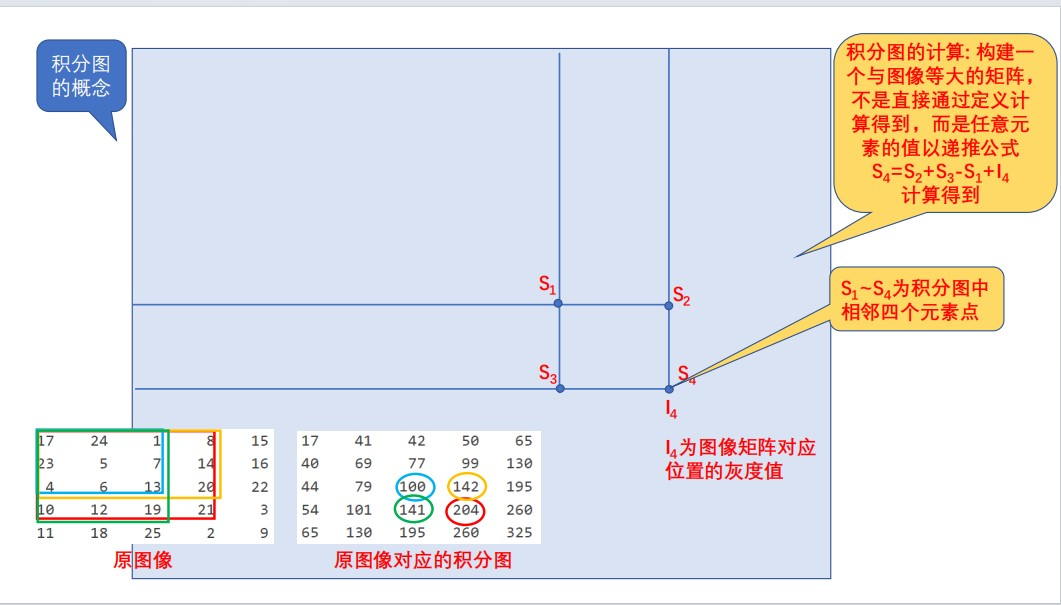 积分图
的概念
积分图的计算: 构建一
个与图像等大的矩阵，
不是直接通过定义计
算得到，而是任意元
素的值以递推公式
S₄=S₂+S₃-S₁+I₄
计算得到
S₁
S₂
S₁~S₄为积分图中
相邻四个元素点
S₃
S₄
I₄
I₄为图像矩阵对应
位置的灰度值
17 24 1 8 15
23 5 7 14 16
4 6 13 20 22
10 12 19 21 3
11 18 25 2 9
原图像
17 41 42 50 65
40 69 77 99 130
44 79 100 142 195
54 101 141 204 260
65 130 195 260 325
原图像对应的积分图